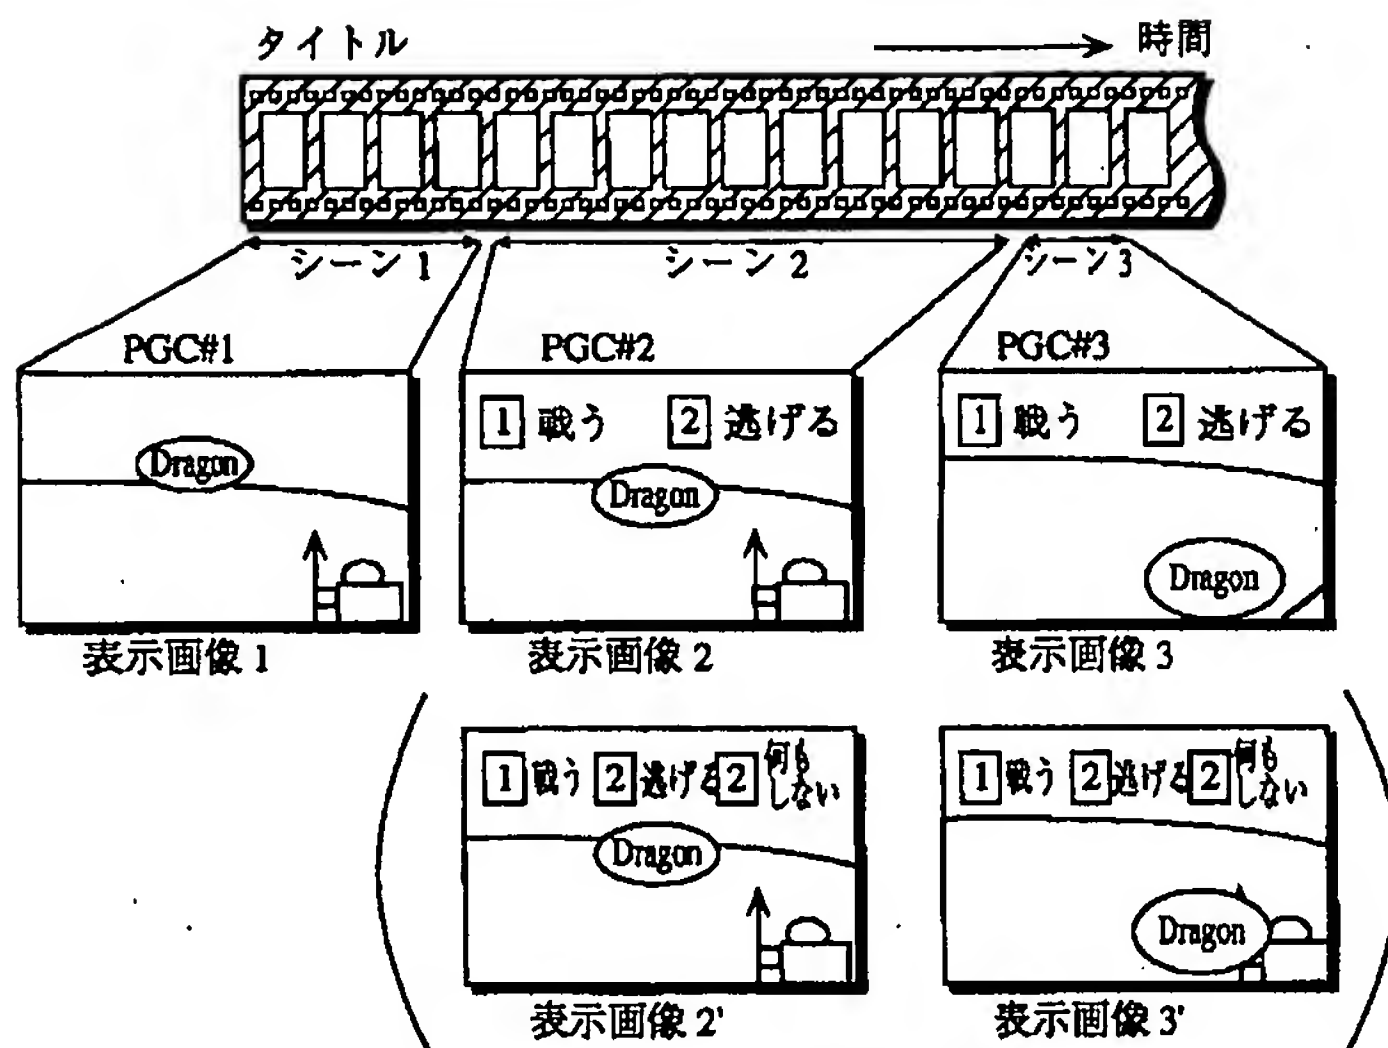 タイトル
時間
シーン 1
シーン 2
シーン 3
PGC#1
PGC#2
PGC#3
Dragon
1 戦う 2 逃げる
Dragon
1 戦う 2 逃げる
Dragon
表示画像 1
表示画像 2
表示画像 3
1 戦う 2 逃げる 2 何も
しない
Dragon
1 戦う 2 逃げる 2 何も
しない
Dragon
表示画像 2'
表示画像 3'